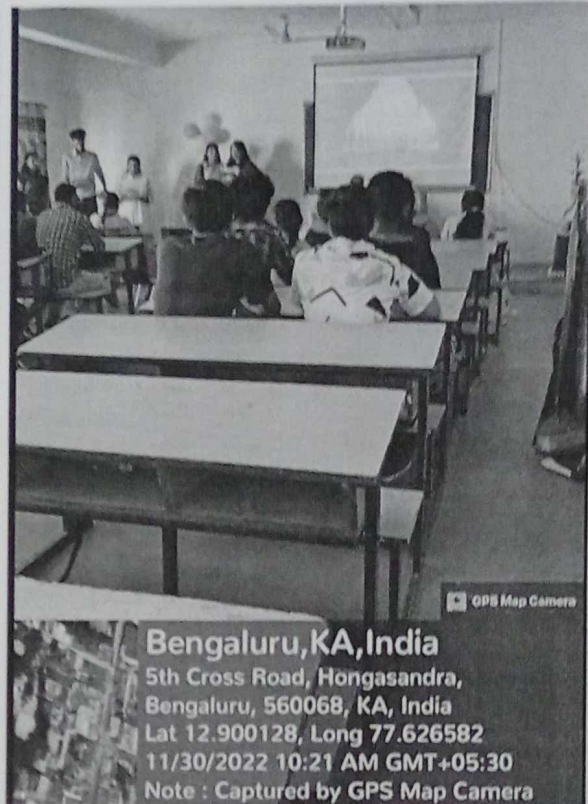 GPS Map Camera
Bengaluru,KA,India
5th Cross Road, Hongasandra,
Bengaluru, 560068, KA, India
Lat 12.900128, Long 77.626582
11/30/2022 10:21 AM GMT+05:30
Note : Captured by GPS Map Camera